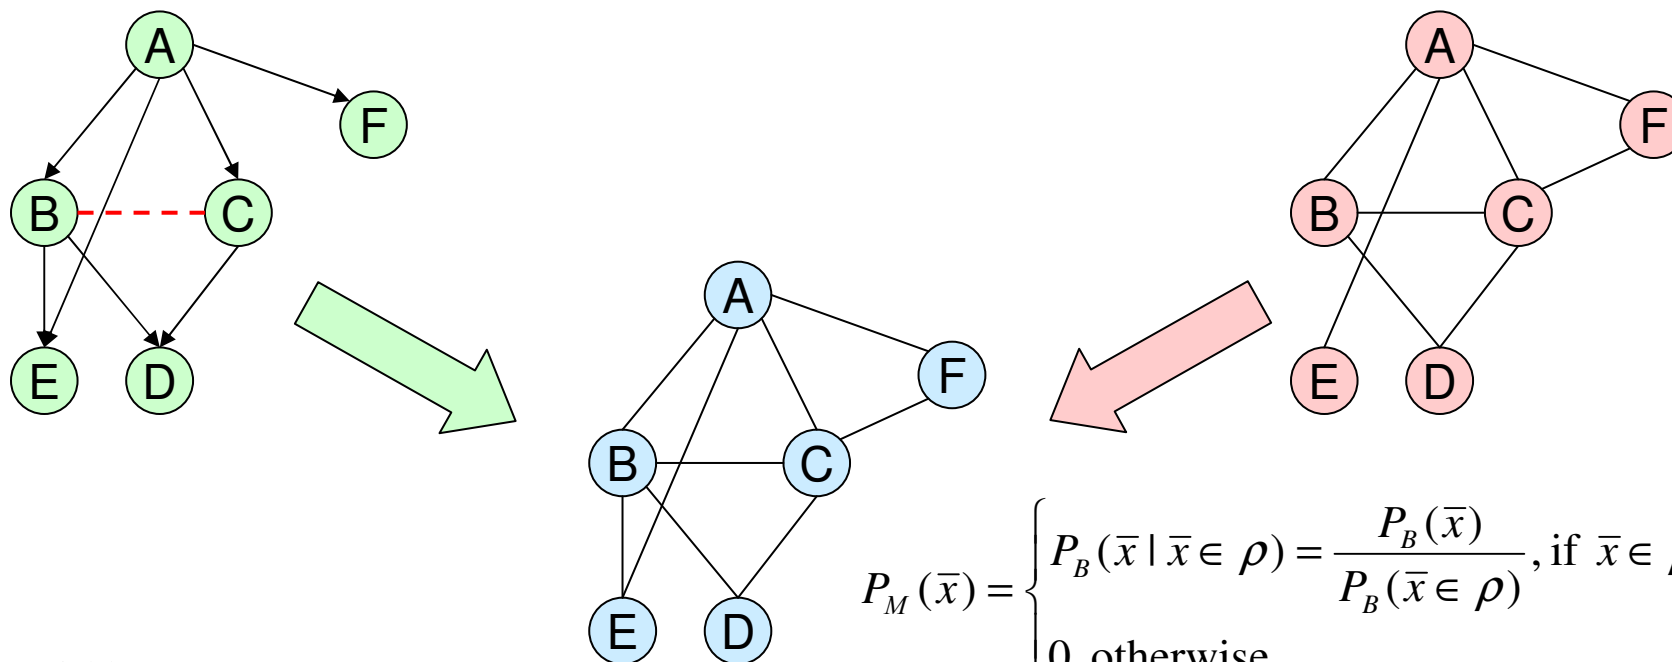 A
F
B
C
E
D
A
F
B
C
E
D
A
F
B
C
E
D
P_M(x̄) = { P_B(x̄ | x̄ ∈ ρ) = P_B(x̄) / P_B(x̄ ∈ ρ), if x̄ ∈
0, otherwise